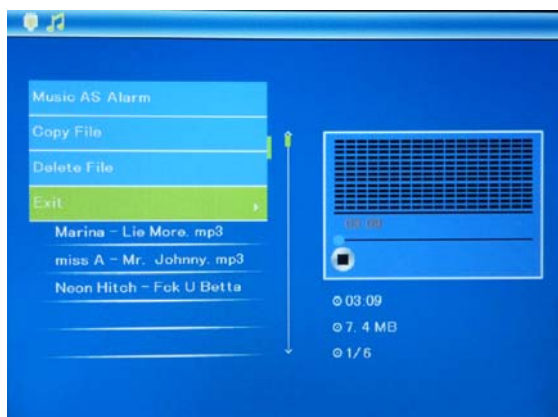 Music AS Alarm
Copy File
Delete File
Exit
Marina - Lie More. mp3
miss A - Mr. Johnny. mp3
Neon Hitch - Fck U Betta
03:09
03:09
7. 4 MB
1/6